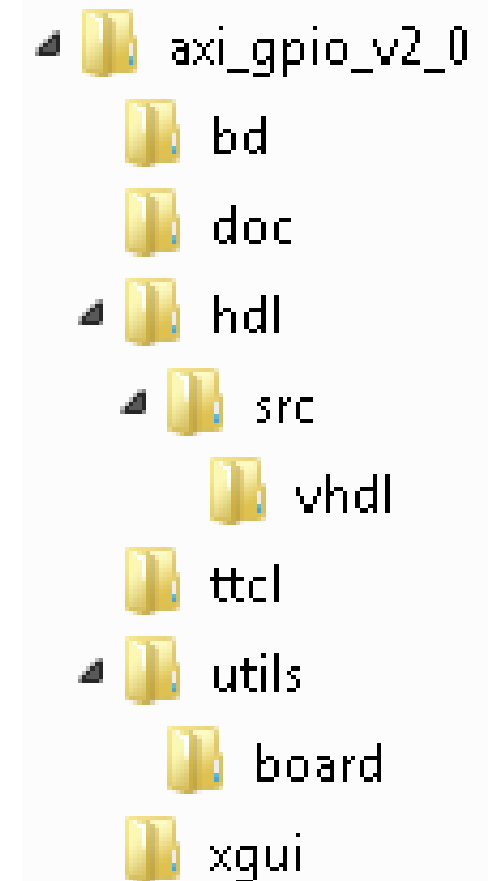 axi_gpio_v2_0
bd
doc
hdl
src
vhdl
ttcl
utils
board
xgui